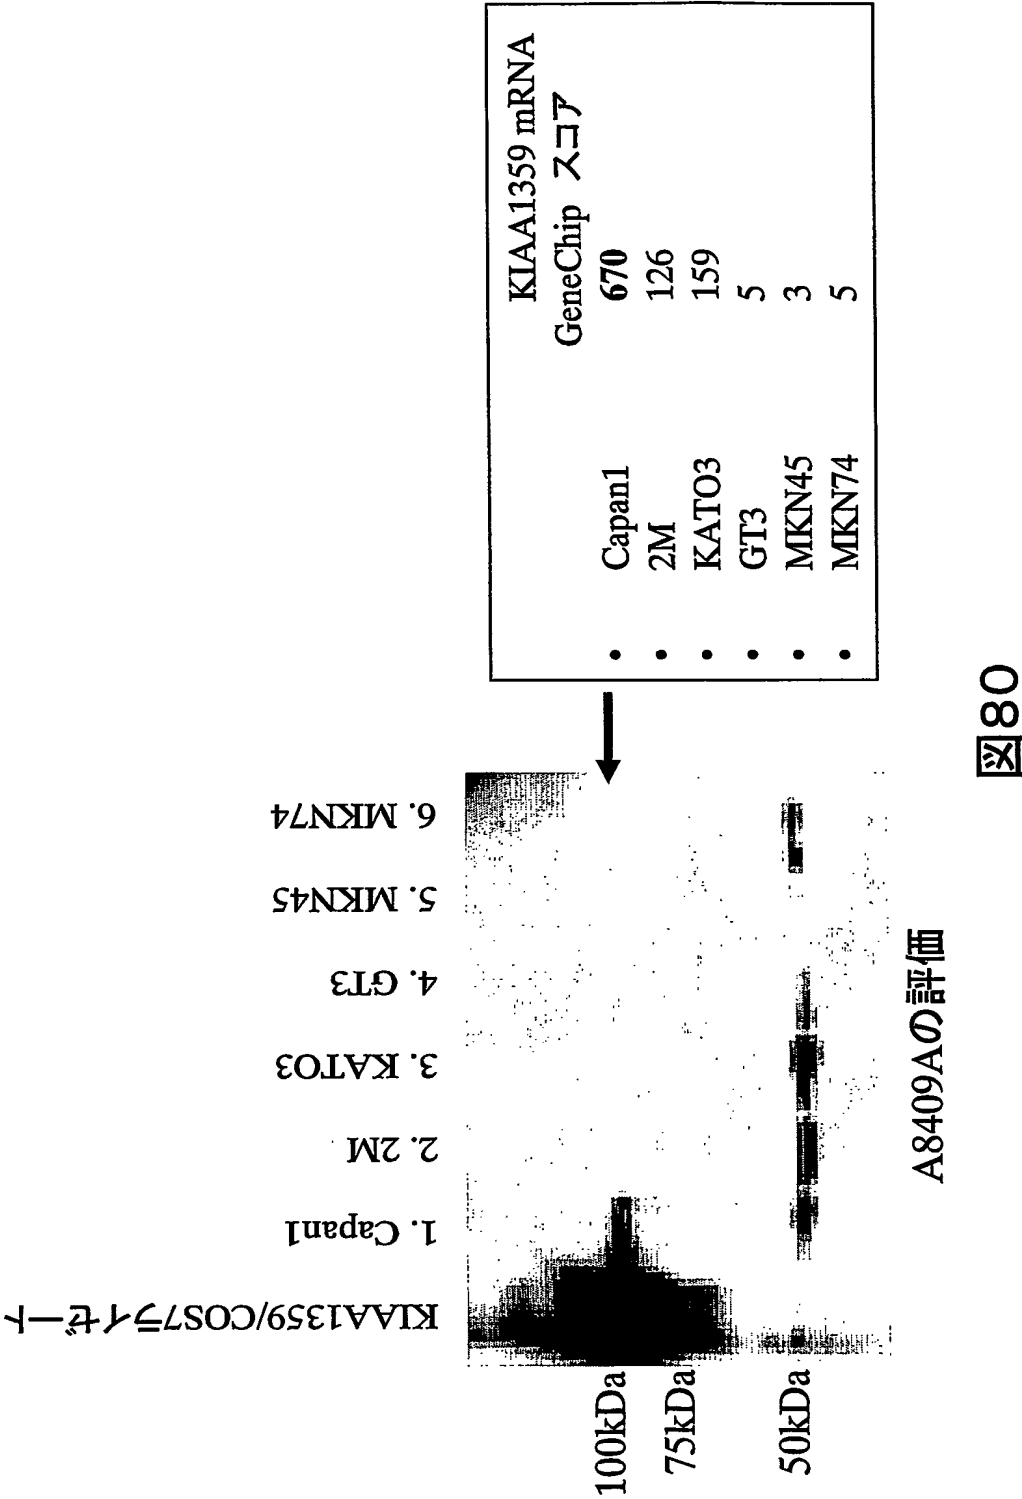 KIAA1359/COS7ライゼート
1. Capan1
2. 2M
3. KATO3
4. GT3
5. MKN45
6. MKN74
100kDa
75kDa
50kDa
KIAA1359 mRNA
GeneChip スコア
• Capan1 670
• 2M 126
• KATO3 159
• GT3 5
• MKN45 3
• MKN74 5
A8409Aの評価
図80